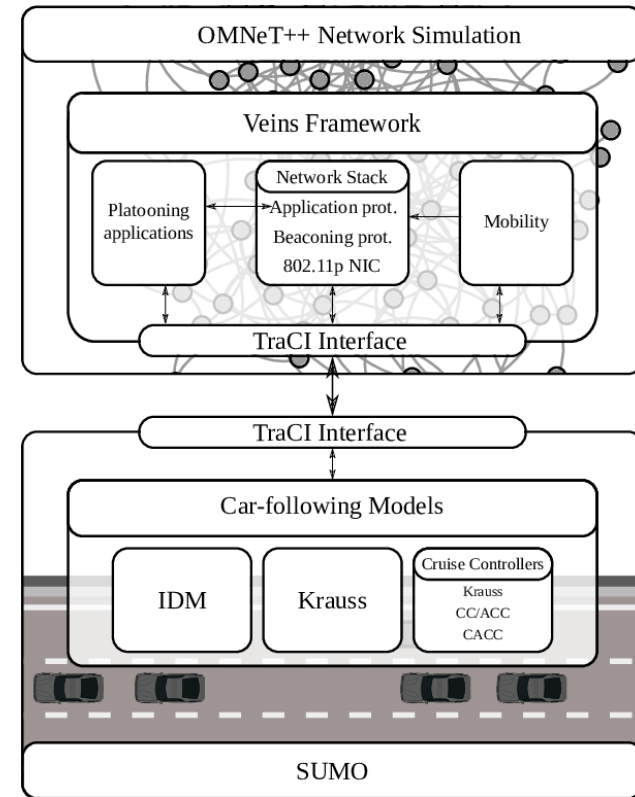 OMNeT++ Network Simulation
Veins Framework
Platooning
applications
Network Stack
Application prot.
Beaconing prot.
802.11p NIC
Mobility
TraCI Interface
TraCI Interface
Car-following Models
IDM
Krauss
Cruise Controllers
Krauss
CC/ACC
CACC
SUMO